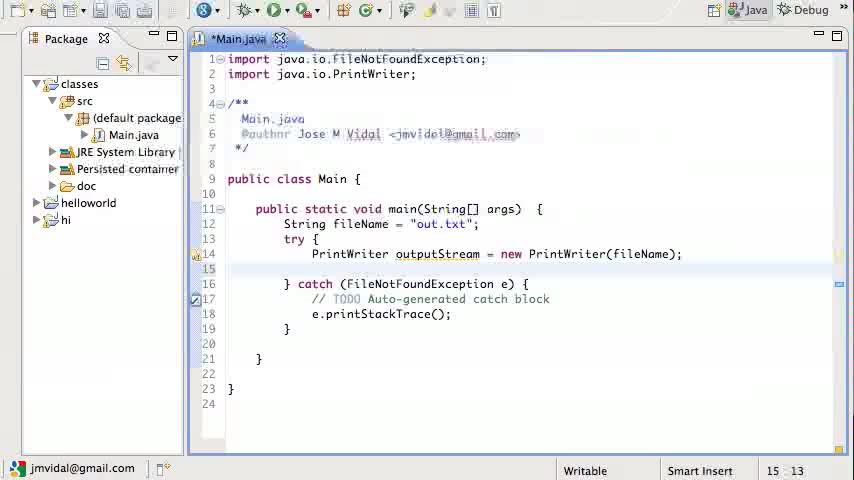 Java
Debug
Package
*Main.java
classes
src
(default package
Main.java
JRE System Library
Persisted container
doc
helloworld
hi
1 import java.io.FileNotFoundException;
2 import java.io.PrintWriter;
3
4 /**
5 Main.java
6 @author Jose M Vidal <jmvidal@gmail.com>
7 */
8
9 public class Main {
10
11 public static void main(String[] args) {
12 String fileName = "out.txt";
13 try {
14 PrintWriter outputStream = new PrintWriter(fileName);
15
16 } catch (FileNotFoundException e) {
17 // TODO Auto-generated catch block
18 e.printStackTrace();
19 }
20
21 }
22
23 }
24
jmvidal@gmail.com
Writable
Smart Insert
15 : 13